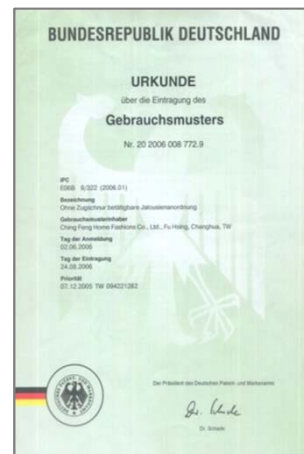 BUNDESREPUBLIK DEUTSCHLAND
URKUNDE
über die Eintragung des
Gebrauchsmusters
Nr. 20 2006 008 772.9
IPC
E06B 9/322 (2006.01)
Bezeichnung
Ohne Zugschnur betätigbare Jalousienanordnung
Gebrauchsmusterinhaber
Ching Feng Home Fashions Co., Ltd., Fu Hsing, Changhua, TW
Tag der Anmeldung
02.06.2006
Tag der Eintragung
24.08.2006
Priorität
07.12.2005 TW 094221282
Der Präsident des Deutschen Patent- und Markenamts
Dr. Schade